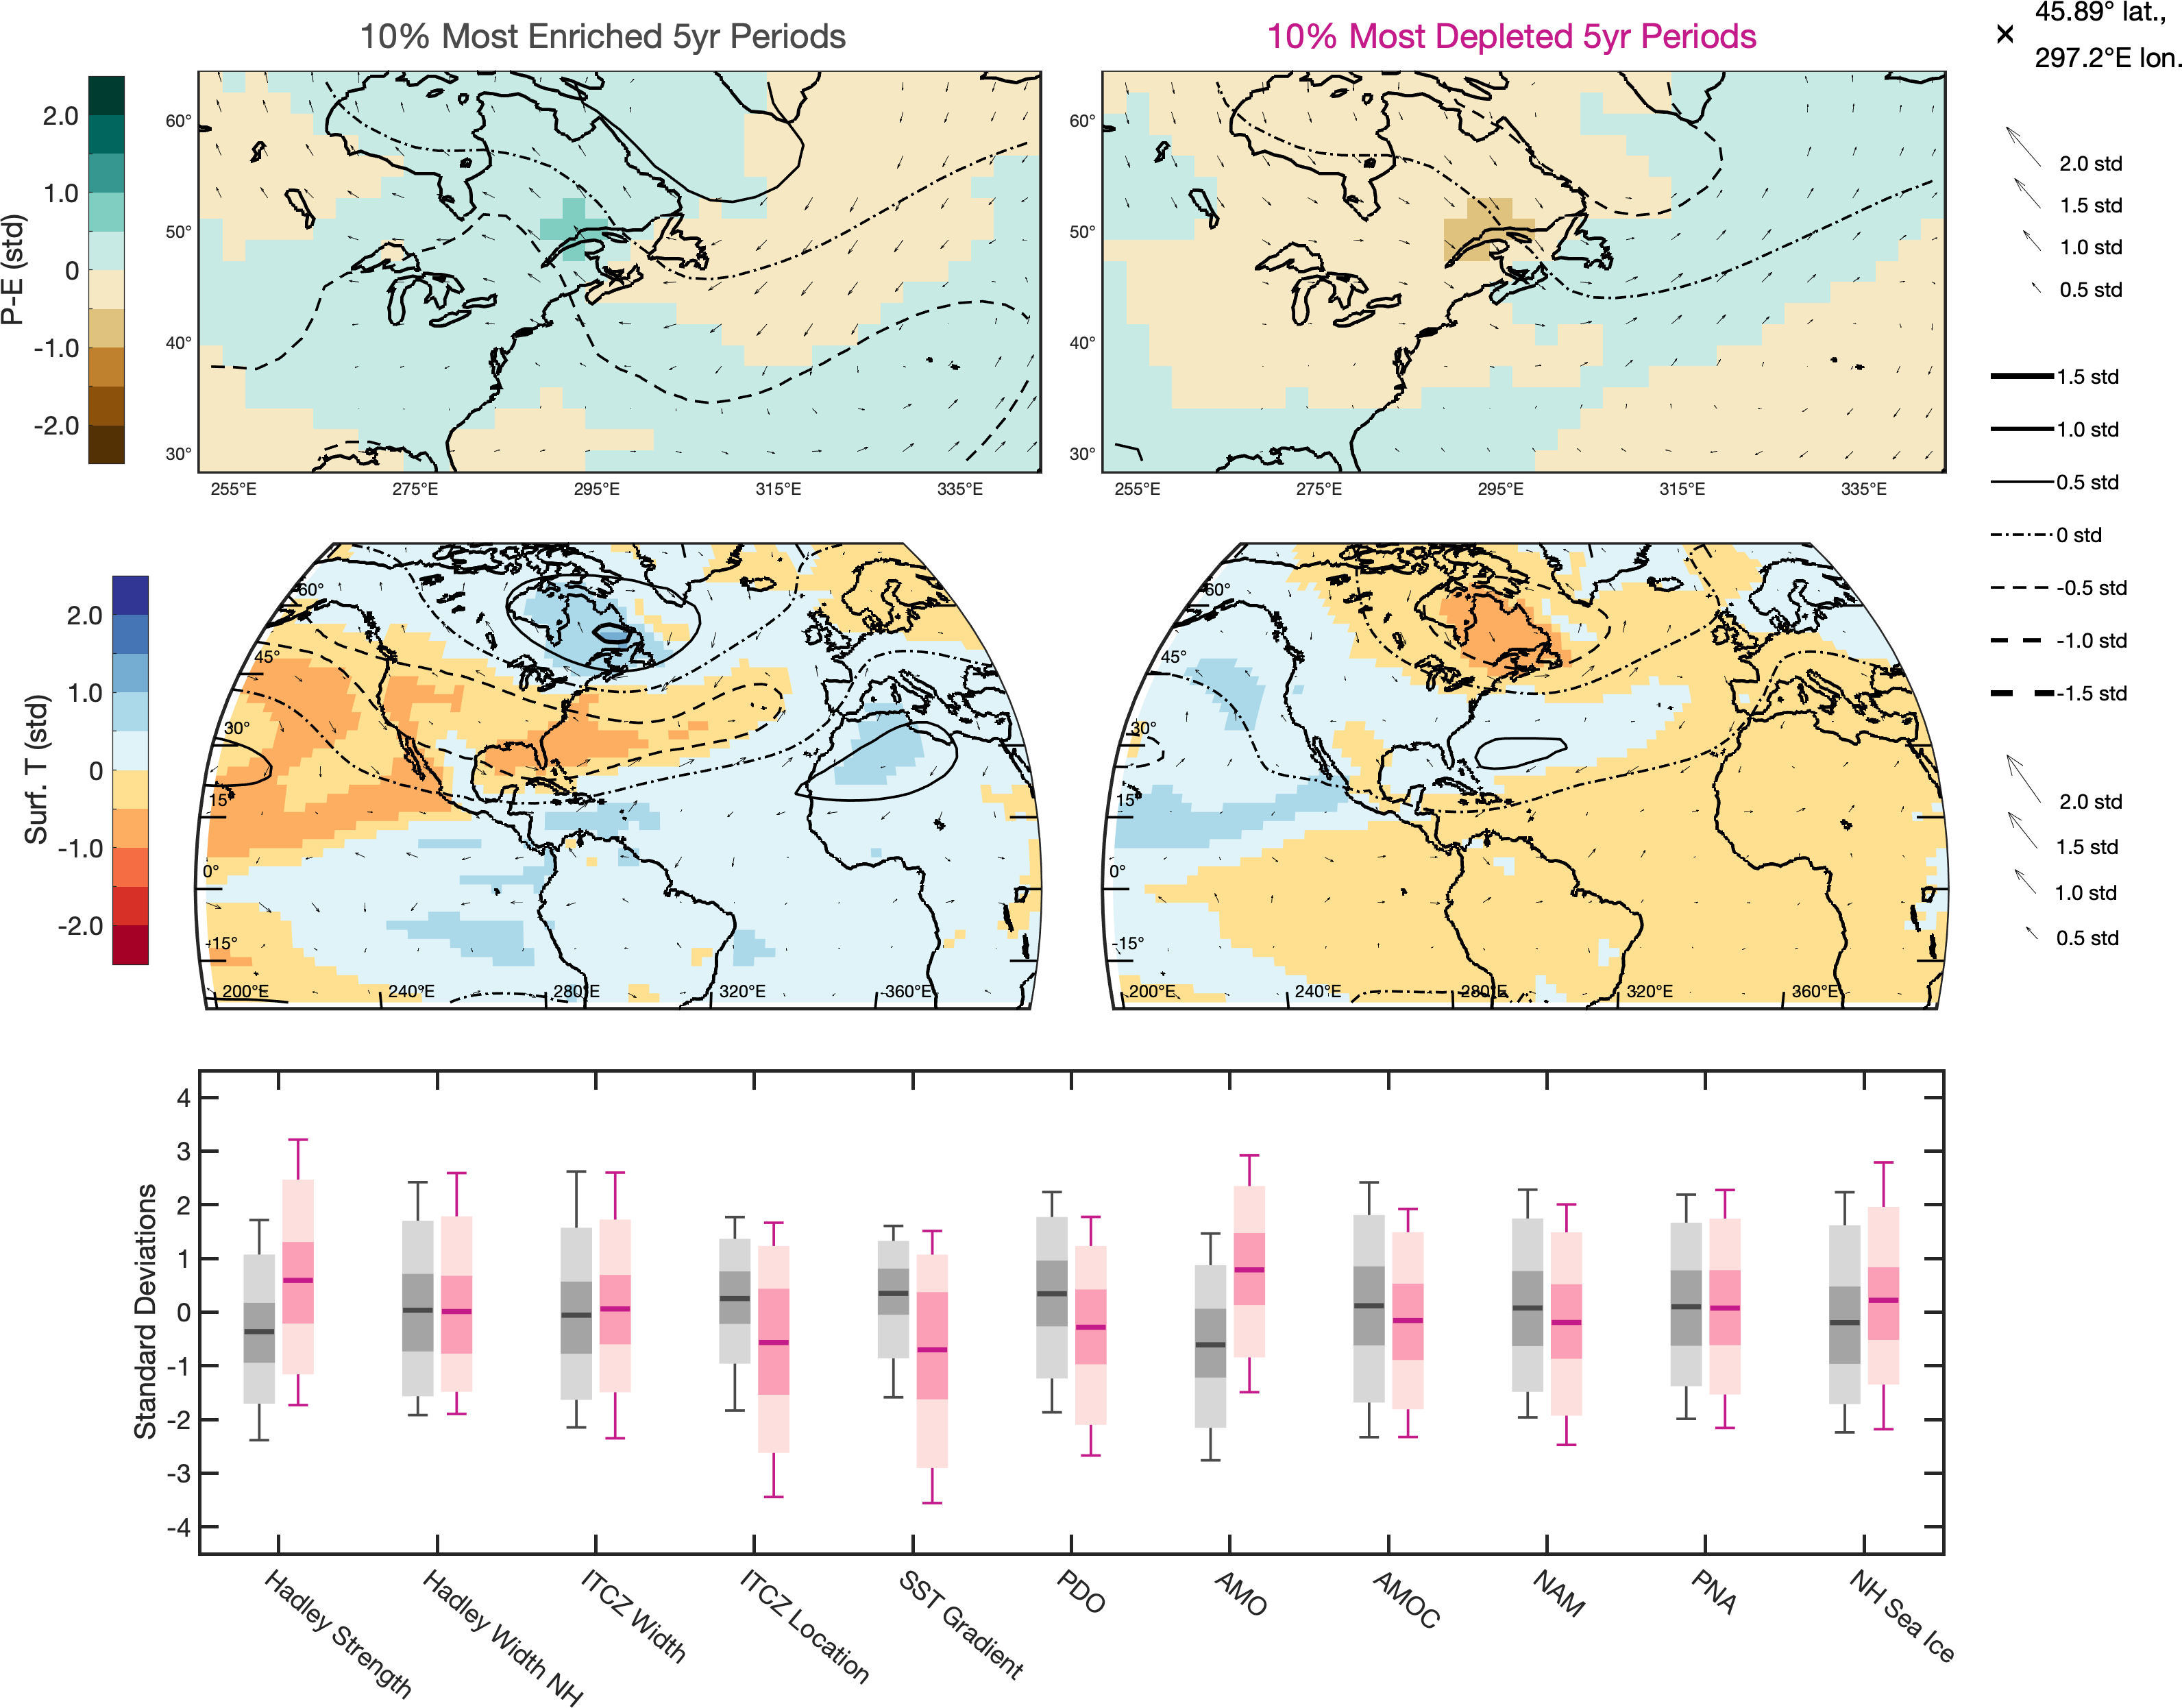 10% Most Enriched 5yr Periods
10% Most Depleted 5yr Periods
45.89° lat.,
297.2°E lon.
P-E (std)
2.0
1.0
0
-1.0
-2.0
60°
50°
40°
30°
255°E
275°E
295°E
315°E
335°E
60°
50°
40°
30°
255°E
275°E
295°E
315°E
335°E
2.0 std
1.5 std
1.0 std
0.5 std
1.5 std
1.0 std
0.5 std
0 std
-0.5 std
-1.0 std
-1.5 std
Surf. T (std)
2.0
1.0
0
-1.0
-2.0
60°
45°
30°
15°
0°
-15°
200°E
240°E
280°E
320°E
360°E
60°
45°
30°
15°
0°
-15°
200°E
240°E
280°E
320°E
360°E
2.0 std
1.5 std
1.0 std
0.5 std
Standard Deviations
4
3
2
1
0
-1
-2
-3
-4
Hadley Strength
Hadley Width NH
ITCZ Width
ITCZ Location
SST Gradient
PDO
AMO
AMOC
NAM
PNA
NH Sea Ice